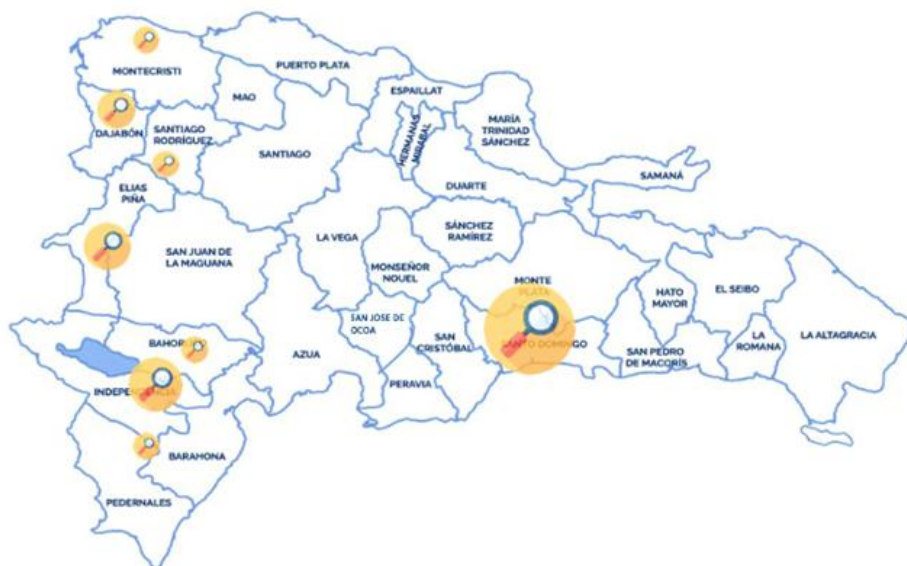 PUERTO PLATA
MONTECRISTI
ESPAILLAT
MAO
HERMANAS
MIRABAL
MARÍA
TRINIDAD
SÁNCHEZ
DAJABÓN
SANTIAGO
RODRÍGUEZ
SANTIAGO
SAMANÁ
ELIAS
PIÑA
DUARTE
SÁNCHEZ
RAMÍREZ
LA VEGA
SAN JUAN DE
LA MAGUANA
MONSEÑOR
NOUEL
MONTE
PLATA
HATO
MAYOR
EL SEIBO
SAN JOSE DE
OCOA
SAN
CRISTÓBAL
SANTO DOMINGO
LA
ROMANA
LA ALTAGRACIA
BAHOR
AZUA
SAN PEDRO
DE MACORÍS
PERAVIA
INDEPENDENCIA
BARAHONA
PEDERNALES